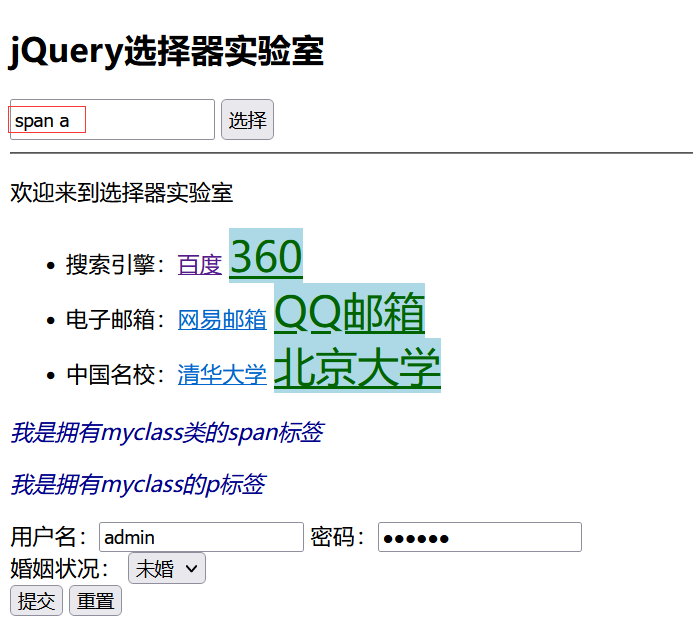 jQuery选择器实验室
span a 选择
欢迎来到选择器实验室
• 搜索引擎：百度 360
• 电子邮箱：网易邮箱 QQ邮箱
• 中国名校：清华大学 北京大学
我是拥有myclass类的span标签
我是拥有myclass的p标签
用户名：admin 密码：●●●●●●
婚姻状况： 未婚
提交 重置